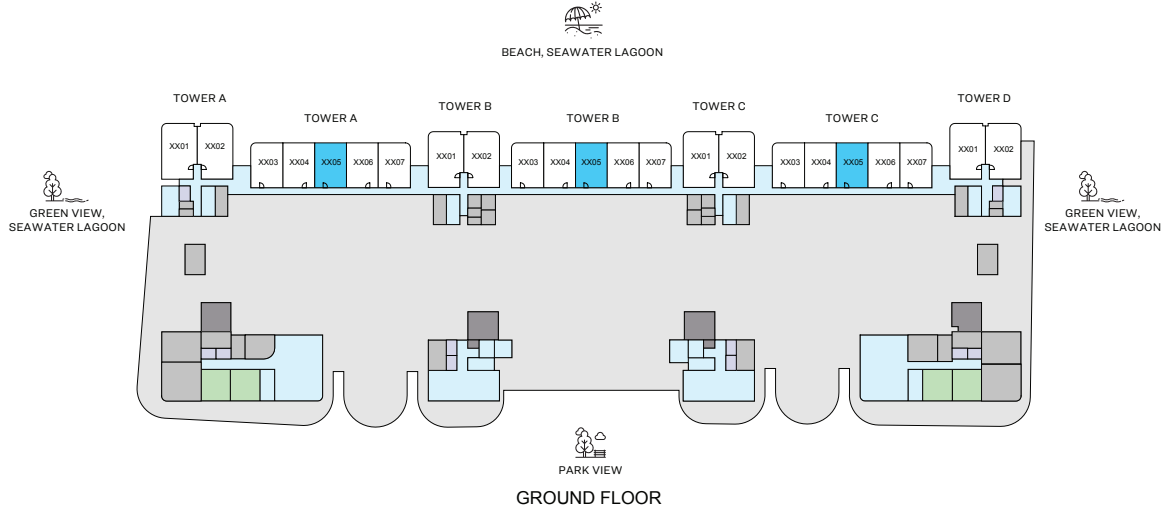 BEACH, SEAWATER LAGOON
TOWER A
TOWER A
TOWER B
TOWER B
TOWER C
TOWER C
TOWER D
XX01
XX02
XX03
XX04
XX05
XX06
XX07
XX01
XX02
XX03
XX04
XX05
XX06
XX07
XX01
XX02
XX03
XX04
XX05
XX06
XX07
XX01
XX02
GREEN VIEW,
SEAWATER LAGOON
GREEN VIEW,
SEAWATER LAGOON
PARK VIEW
GROUND FLOOR